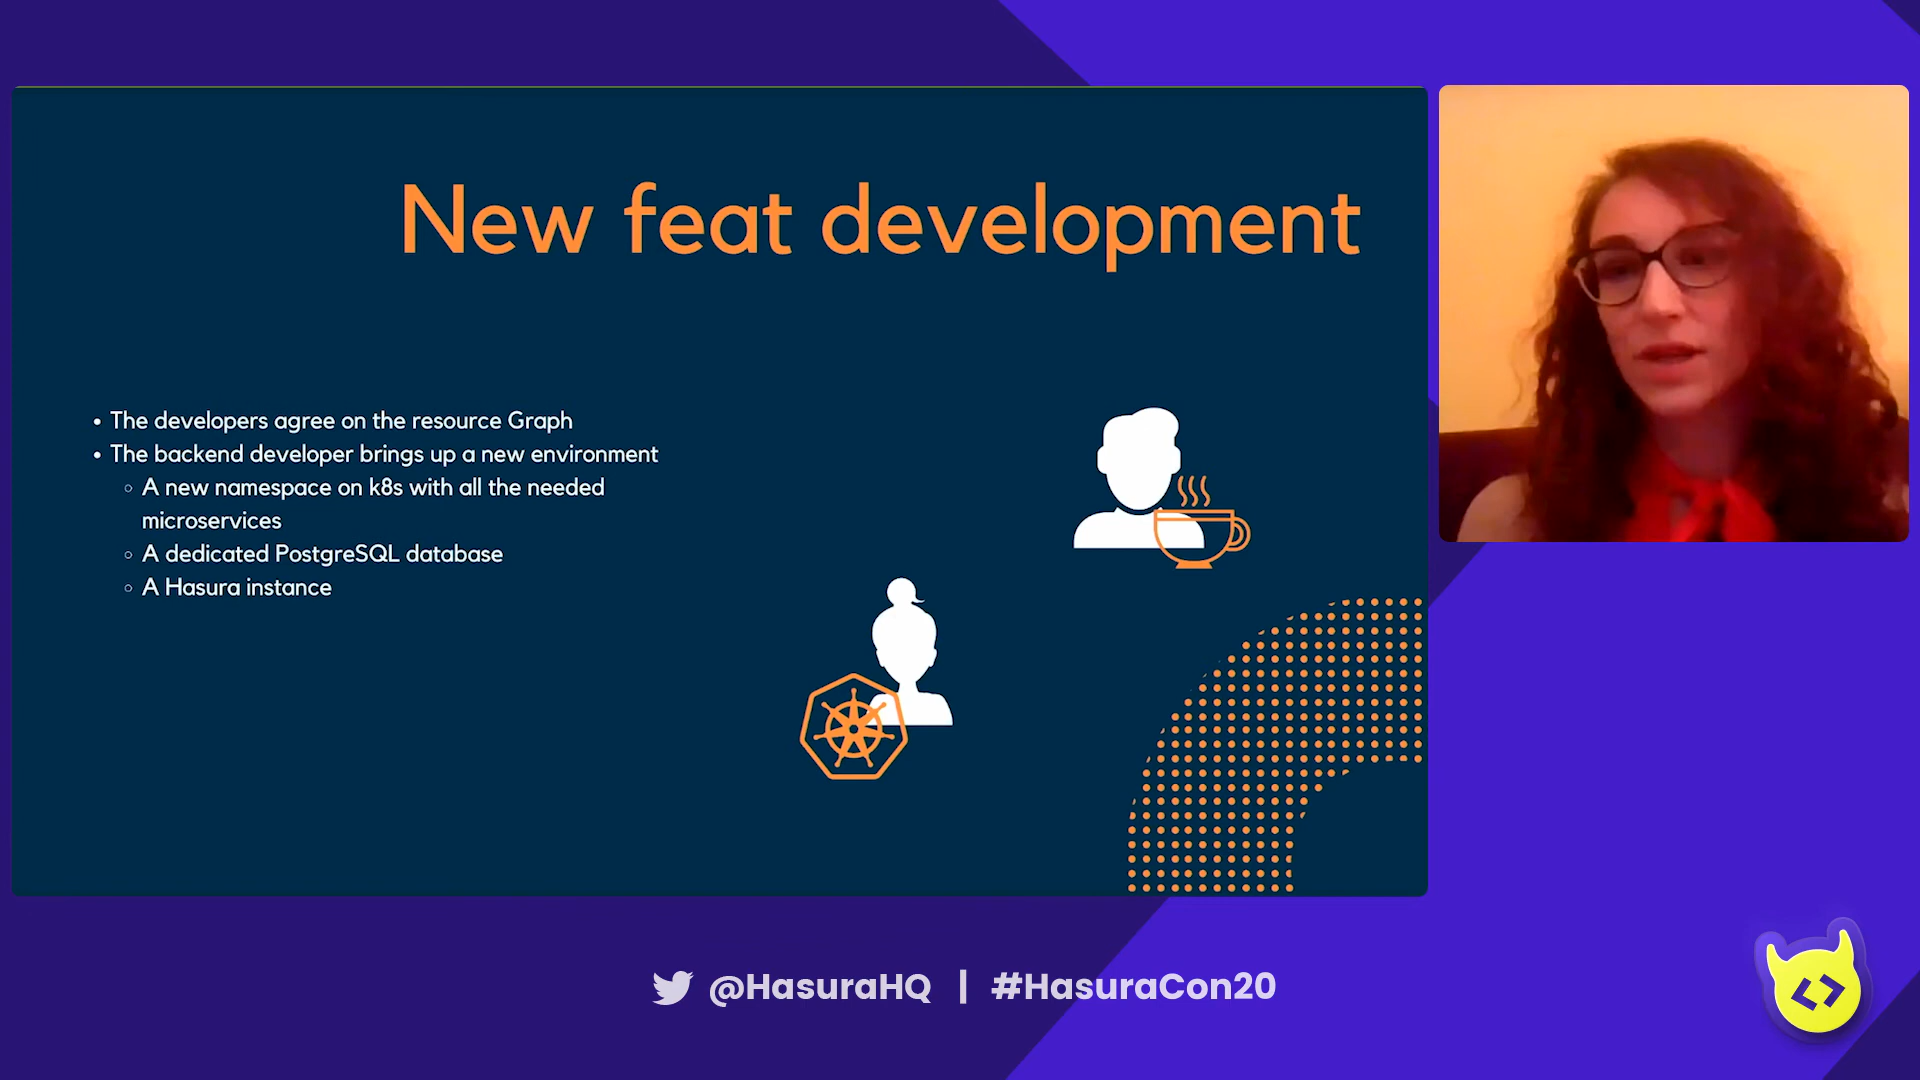 New feat development
• The developers agree on the resource Graph
• The backend developer brings up a new environment
◦ A new namespace on k8s with all the needed
microservices
◦ A dedicated PostgreSQL database
◦ A Hasura instance
@HasuraHQ | #HasuraCon20